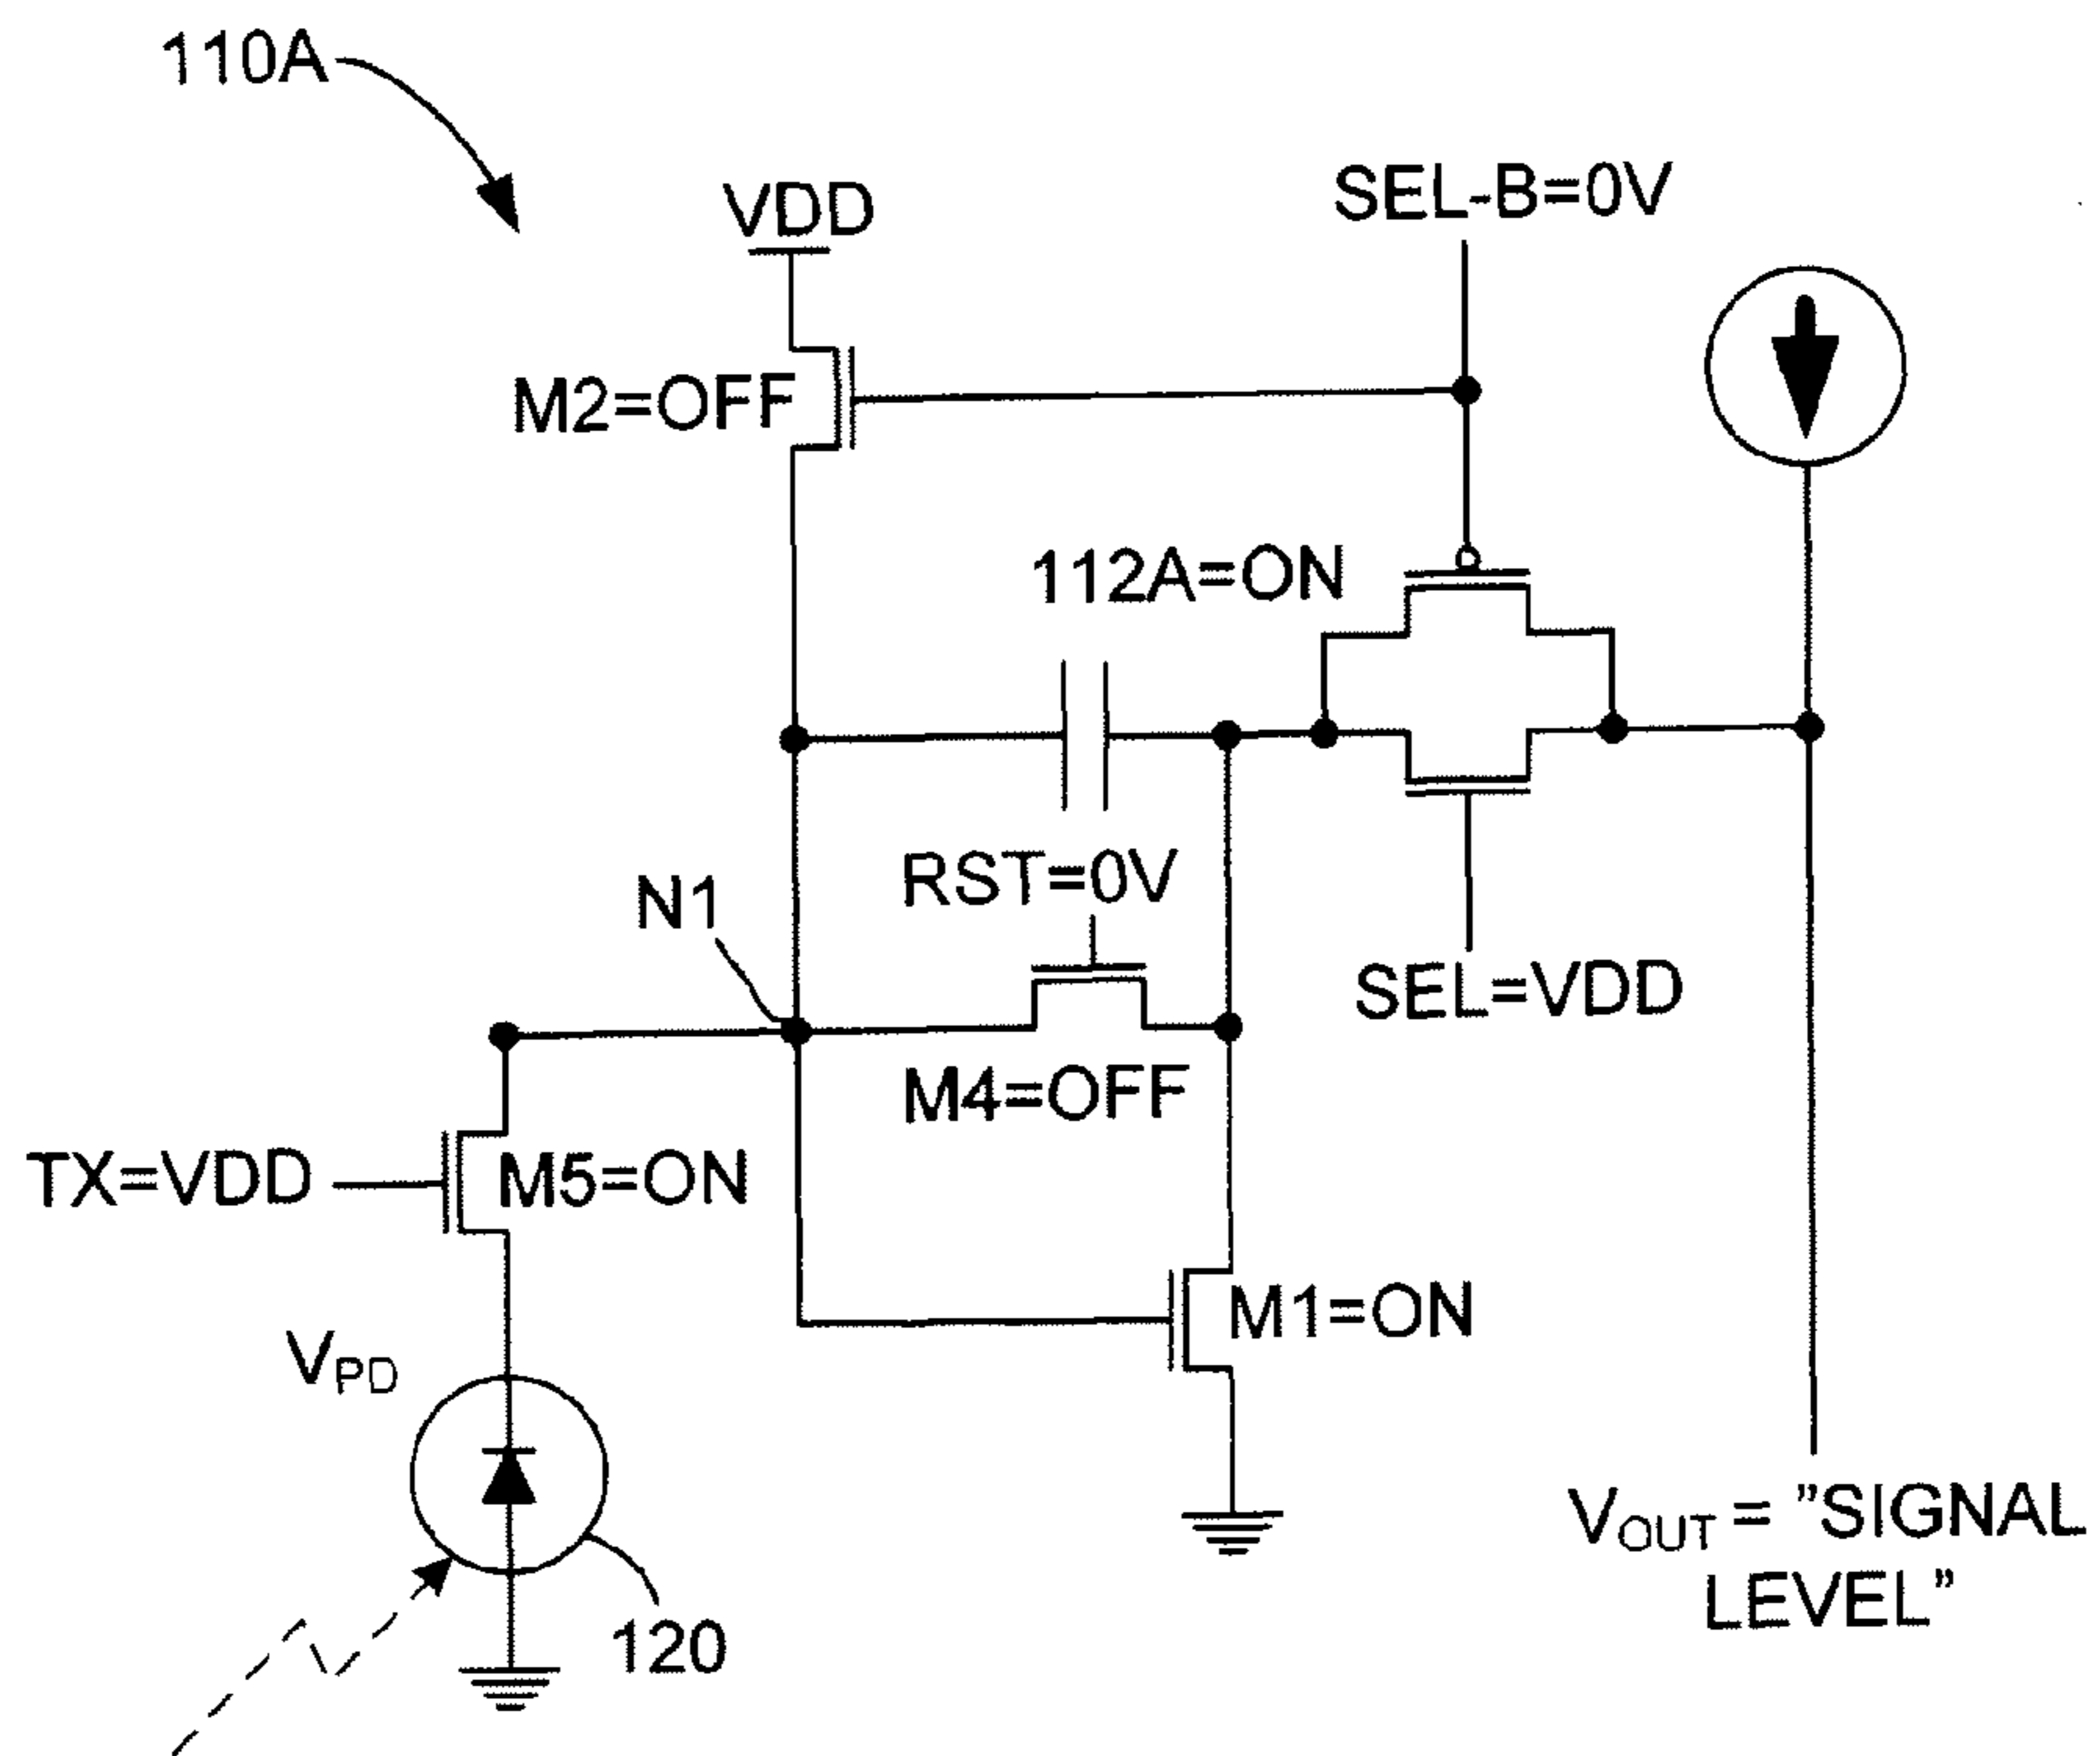 110A
VDD
SEL-B=0V
M2=OFF
112A=ON
RST=0V
N1
SEL=VDD
M4=OFF
TX=VDD
M5=ON
M1=ON
VPD
VOUT = ”SIGNAL
LEVEL”
120